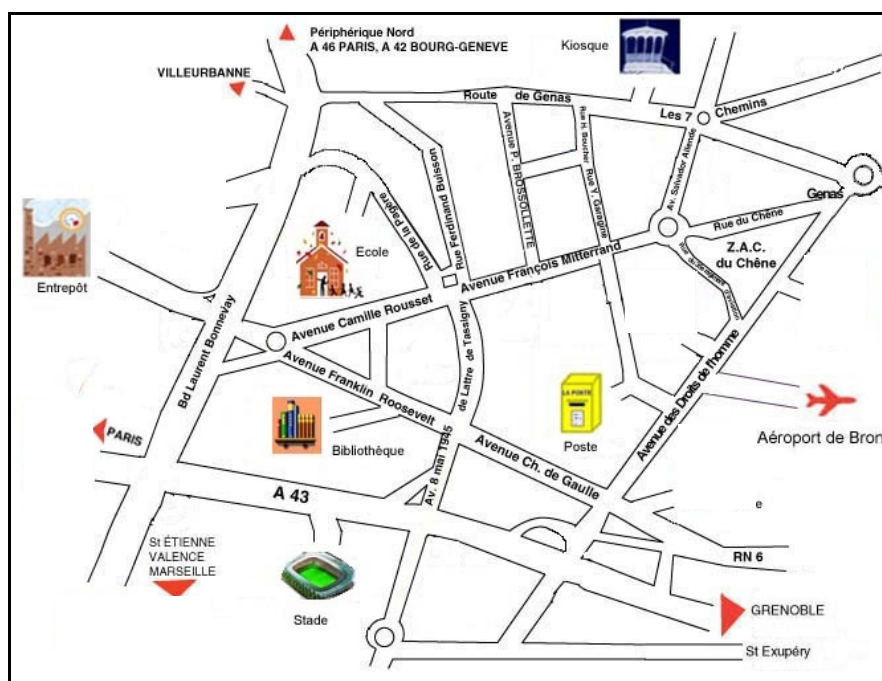 Périphérique Nord
A 46 PARIS, A 42 BOURG-GENEVE
Kiosque
VILLEURBANNE
Route de Genas
Les 7 Chemins
Rue H. Boucher
Avenue P. BROSSOLLETTE
Rue Ferdinand Buisson
Rue de la Pagère
Rue V. Garagine
Av. Salvador Allende
Genas
Rue du Chêne
Z.A.C.
du Chêne
Ecole
Entrepôt
Avenue François Mitterrand
Avenue Camille Rousset
Bd Laurent Bonnevay
de Lattre de Tassigny
Avenue Franklin Roosevelt
Avenue des Droits de l'homme
LA POSTE
Poste
Aéroport de Bron
PARIS
Bibliothèque
Av. 8 mai 1945
Avenue Ch. de Gaulle
A 43
e
RN 6
St ÉTIENNE
VALENCE
MARSEILLE
Stade
GRENOBLE
St Exupéry